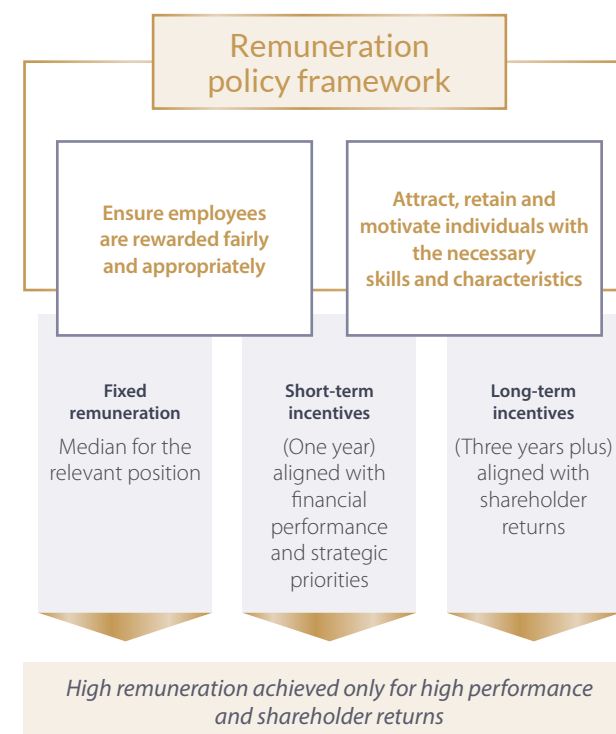 Remuneration
policy framework
Ensure employees
are rewarded fairly
and appropriately
Attract, retain and
motivate individuals with
the necessary
skills and characteristics
Fixed
remuneration
Median for the
relevant position
Short-term
incentives
(One year)
aligned with
financial
performance
and strategic
priorities
Long-term
incentives
(Three years plus)
aligned with
shareholder
returns
High remuneration achieved only for high performance
and shareholder returns